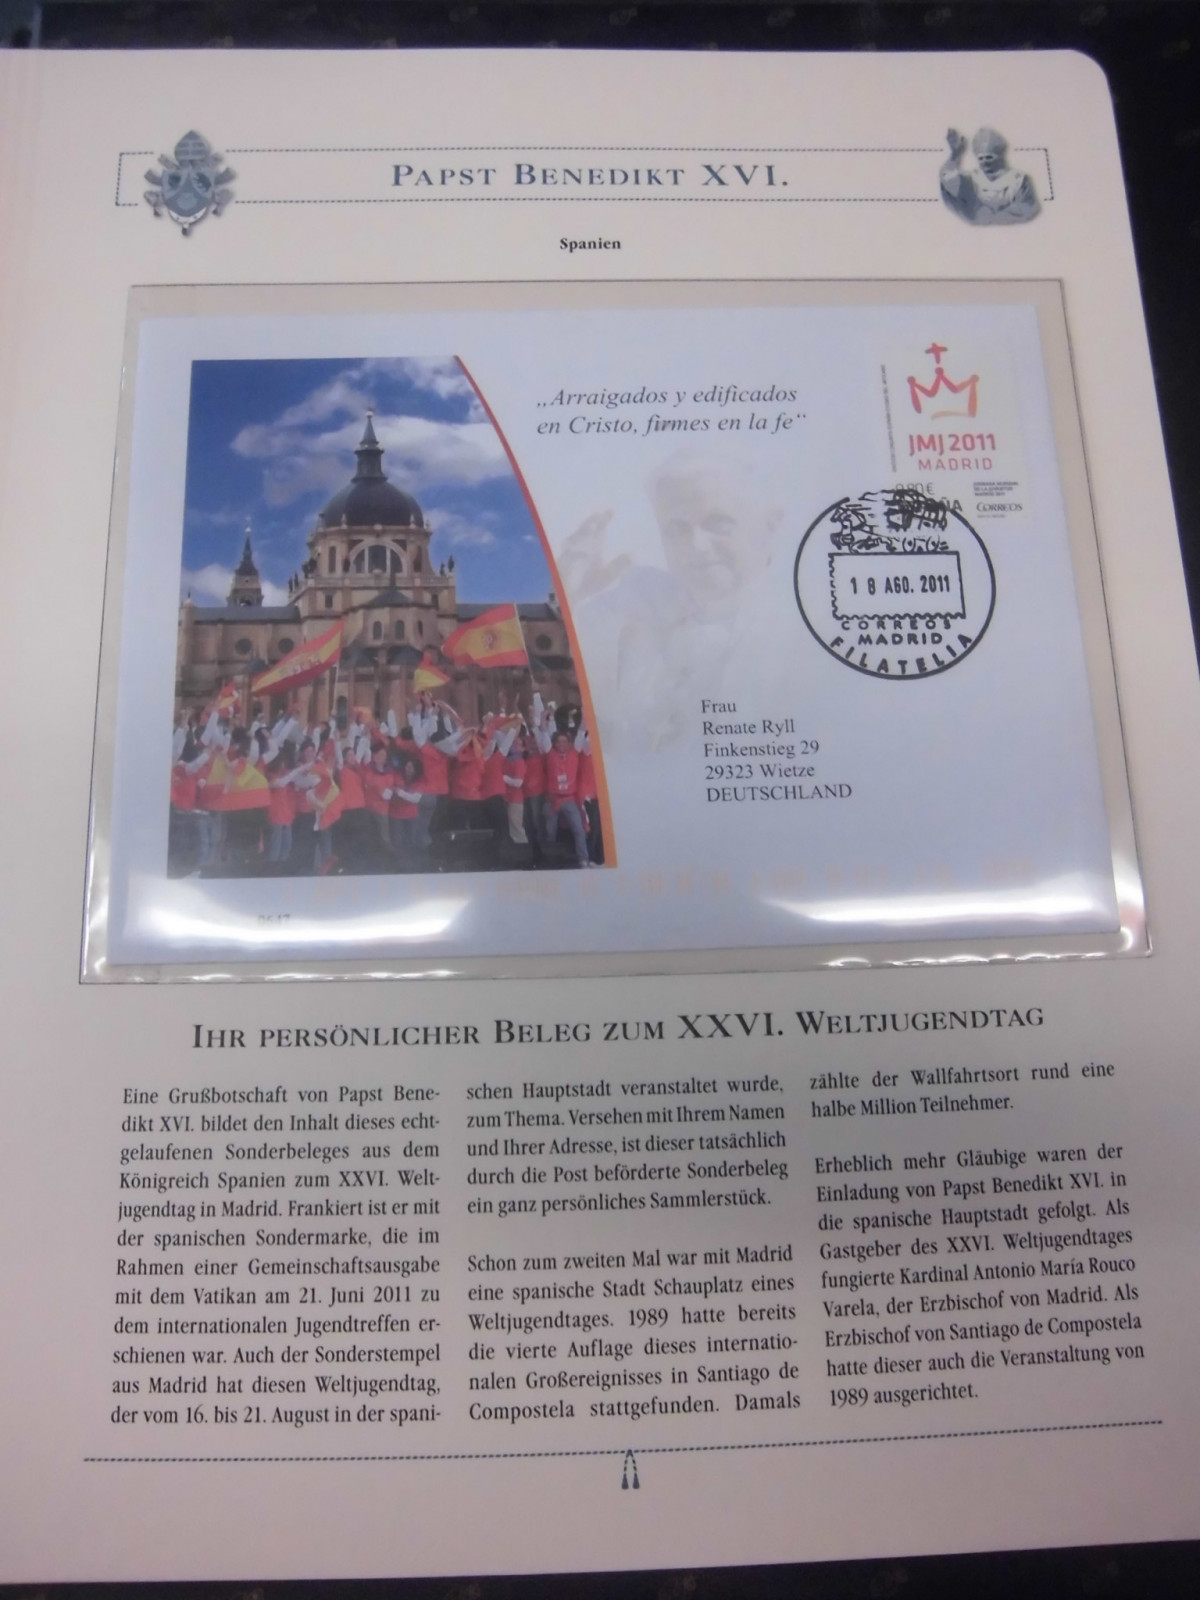 PAPST BENEDIKT XVI.
Spanien
„Arraigados y edificados
en Cristo, firmes en la fe“
JMJ 2011
MADRID
0,80 €
CORREOS
18 AGO. 2011
CORREOS
MADRID
FILATELIA
Frau
Renate Ryll
Finkenstieg 29
29323 Wietze
DEUTSCHLAND
IHR PERSÖNLICHER BELEG ZUM XXVI. WELTJUGENDTAG
Eine Grußbotschaft von Papst Bene-
dikt XVI. bildet den Inhalt dieses echt-
gelaufenen Sonderbeleges aus dem
Königreich Spanien zum XXVI. Welt-
jugendtag in Madrid. Frankiert ist er mit
der spanischen Sondermarke, die im
Rahmen einer Gemeinschaftsausgabe
mit dem Vatikan am 21. Juni 2011 zu
dem internationalen Jugendtreffen er-
schienen war. Auch der Sonderstempel
aus Madrid hat diesen Weltjugendtag,
der vom 16. bis 21. August in der spani-
schen Hauptstadt veranstaltet wurde,
zum Thema. Versehen mit Ihrem Namen
und Ihrer Adresse, ist dieser tatsächlich
durch die Post beförderte Sonderbeleg
ein ganz persönliches Sammlerstück.
Schon zum zweiten Mal war mit Madrid
eine spanische Stadt Schauplatz eines
Weltjugendtages. 1989 hatte bereits
die vierte Auflage dieses internatio-
nalen Großereignisses in Santiago de
Compostela stattgefunden. Damals
zählte der Wallfahrtsort rund eine
halbe Million Teilnehmer.
Erheblich mehr Gläubige waren der
Einladung von Papst Benedikt XVI. in
die spanische Hauptstadt gefolgt. Als
Gastgeber des XXVI. Weltjugendtages
fungierte Kardinal Antonio María Rouco
Varela, der Erzbischof von Madrid. Als
Erzbischof von Santiago de Compostela
hatte dieser auch die Veranstaltung von
1989 ausgerichtet.